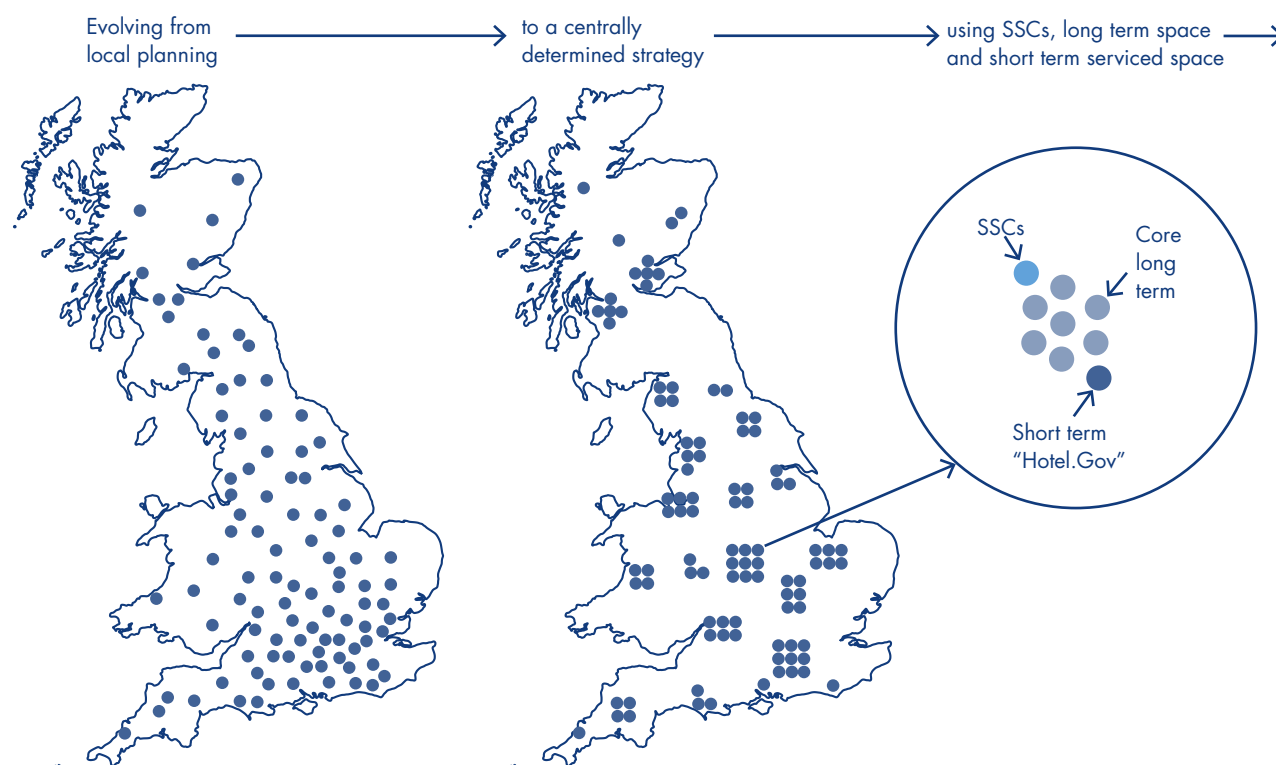 Evolving from
local planning
to a centrally
determined strategy
using SSCs, long term space
and short term serviced space
SSCs
Core
long
term
Short term
“Hotel.Gov”